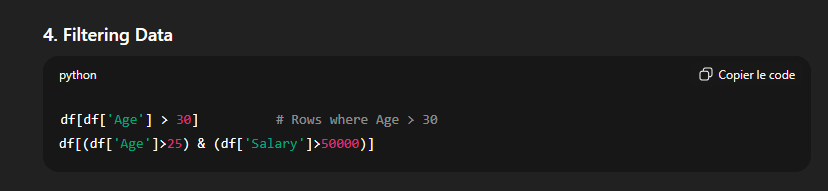 4. Filtering Data
python
Copier le code
df[df['Age'] > 30]          # Rows where Age > 30
df[(df['Age']>25) & (df['Salary']>50000)]